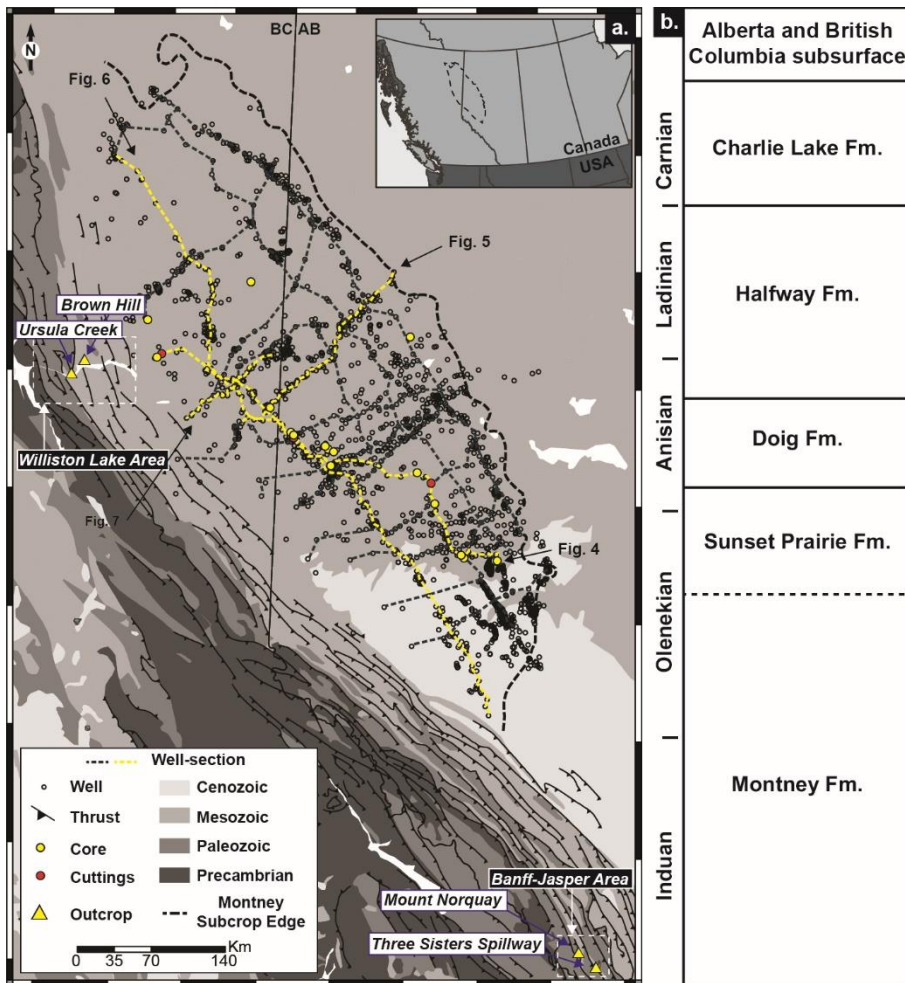 N
BC AB
a.
Fig. 6
Canada
USA
Fig. 5
Brown Hill
Ursula Creek
Williston Lake Area
Fig. 7
Fig. 4
Well-section
Well
Thrust
Core
Cuttings
Outcrop
Cenozoic
Mesozoic
Paleozoic
Precambrian
Montney
Subcrop Edge
Km
0 35 70 140
Banff-Jasper Area
Mount Norquay
Three Sisters Spillway
b.
Alberta and British
Columbia subsurface
Carnian
Charlie Lake Fm.
Ladinian
Halfway Fm.
Anisian
Doig Fm.
Olenekian
Sunset Prairie Fm.
Induan
Montney Fm.